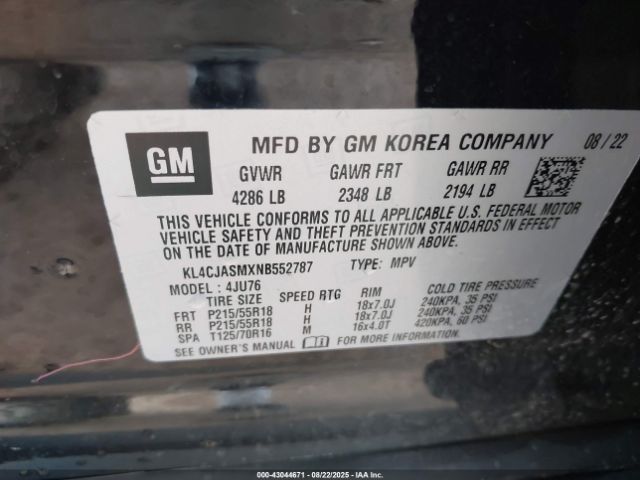 GM MFD BY GM KOREA COMPANY 08/22
GVWR GAWR FRT GAWR RR
4286 LB 2348 LB 2194 LB
THIS VEHICLE CONFORMS TO ALL APPLICABLE U.S. FEDERAL MOTOR
VEHICLE SAFETY AND THEFT PREVENTION STANDARDS IN EFFECT
ON THE DATE OF MANUFACTURE SHOWN ABOVE.
KL4CJASMXNB552787 TYPE: MPV
MODEL: 4JU76
TIRE SIZE SPEED RTG RIM COLD TIRE PRESSURE
FRT P215/55R18 H 18x7.0J 240KPA, 35 PSI
RR P215/55R18 H 18x7.0J 240KPA, 35 PSI
SPA T125/70R16 M 16x4.0T 420KPA, 60 PSI
SEE OWNER'S MANUAL FOR MORE INFORMATION.
000-43044671 - 08/22/2025 - IAA Inc.